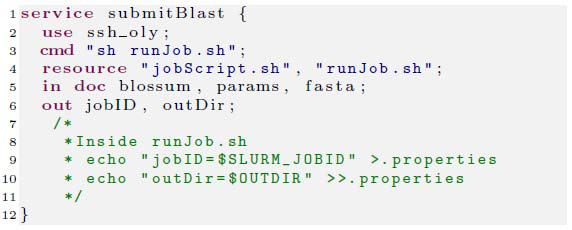 1 service submitBlast {
2 use ssh_oly;
3 cmd "sh runJob.sh";
4 resource "jobScript.sh", "runJob.sh";
5 in doc blossum, params, fasta;
6 out jobID, outDir;
7 /*
8 *Inside runJob.sh
9 * echo "jobID=$SLURM_JOBID" >.properties
10 * echo "outDir=$OUTDIR" >>.properties
11 */
12 }